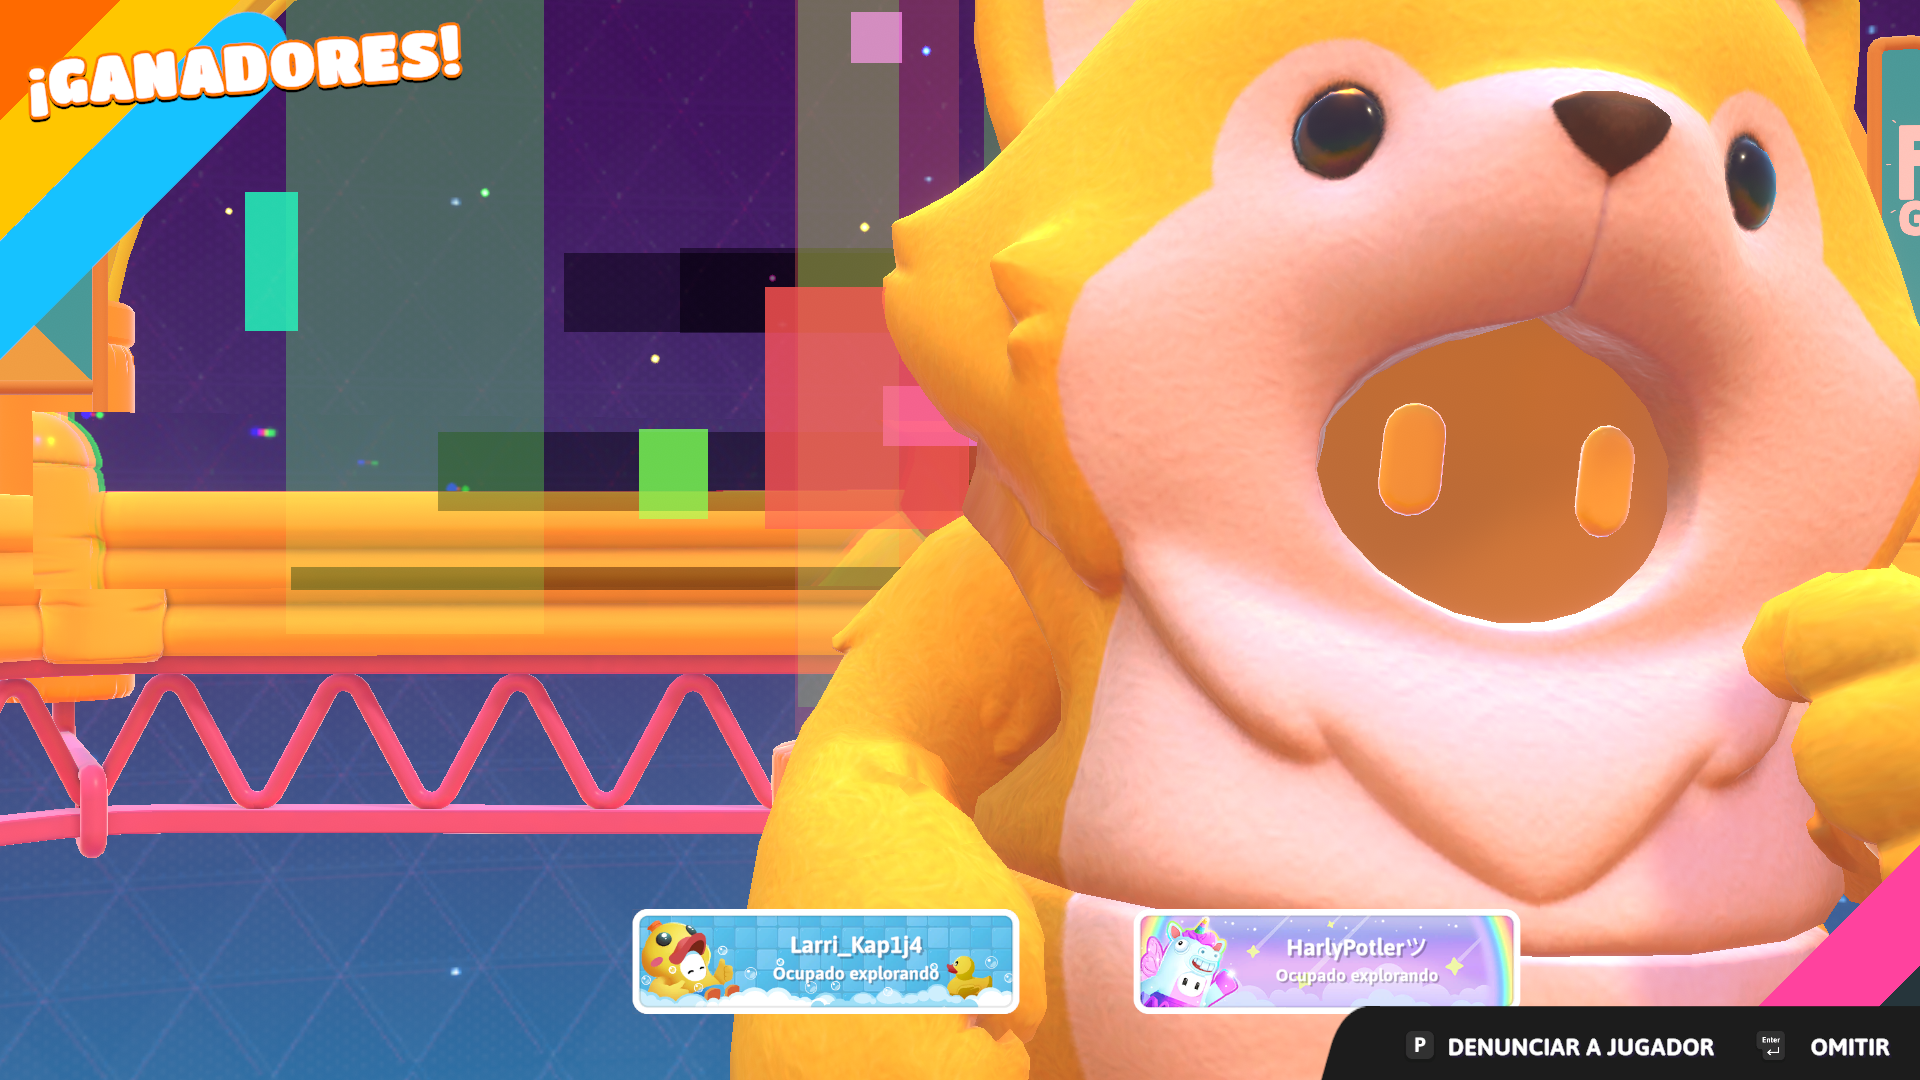 ¡GANADORES!
Larri_Kap1j4
Ocupado explorando
HarlyPotlerツ
Ocupado explorando
P DENUNCIAR A JUGADOR
Enter OMITIR